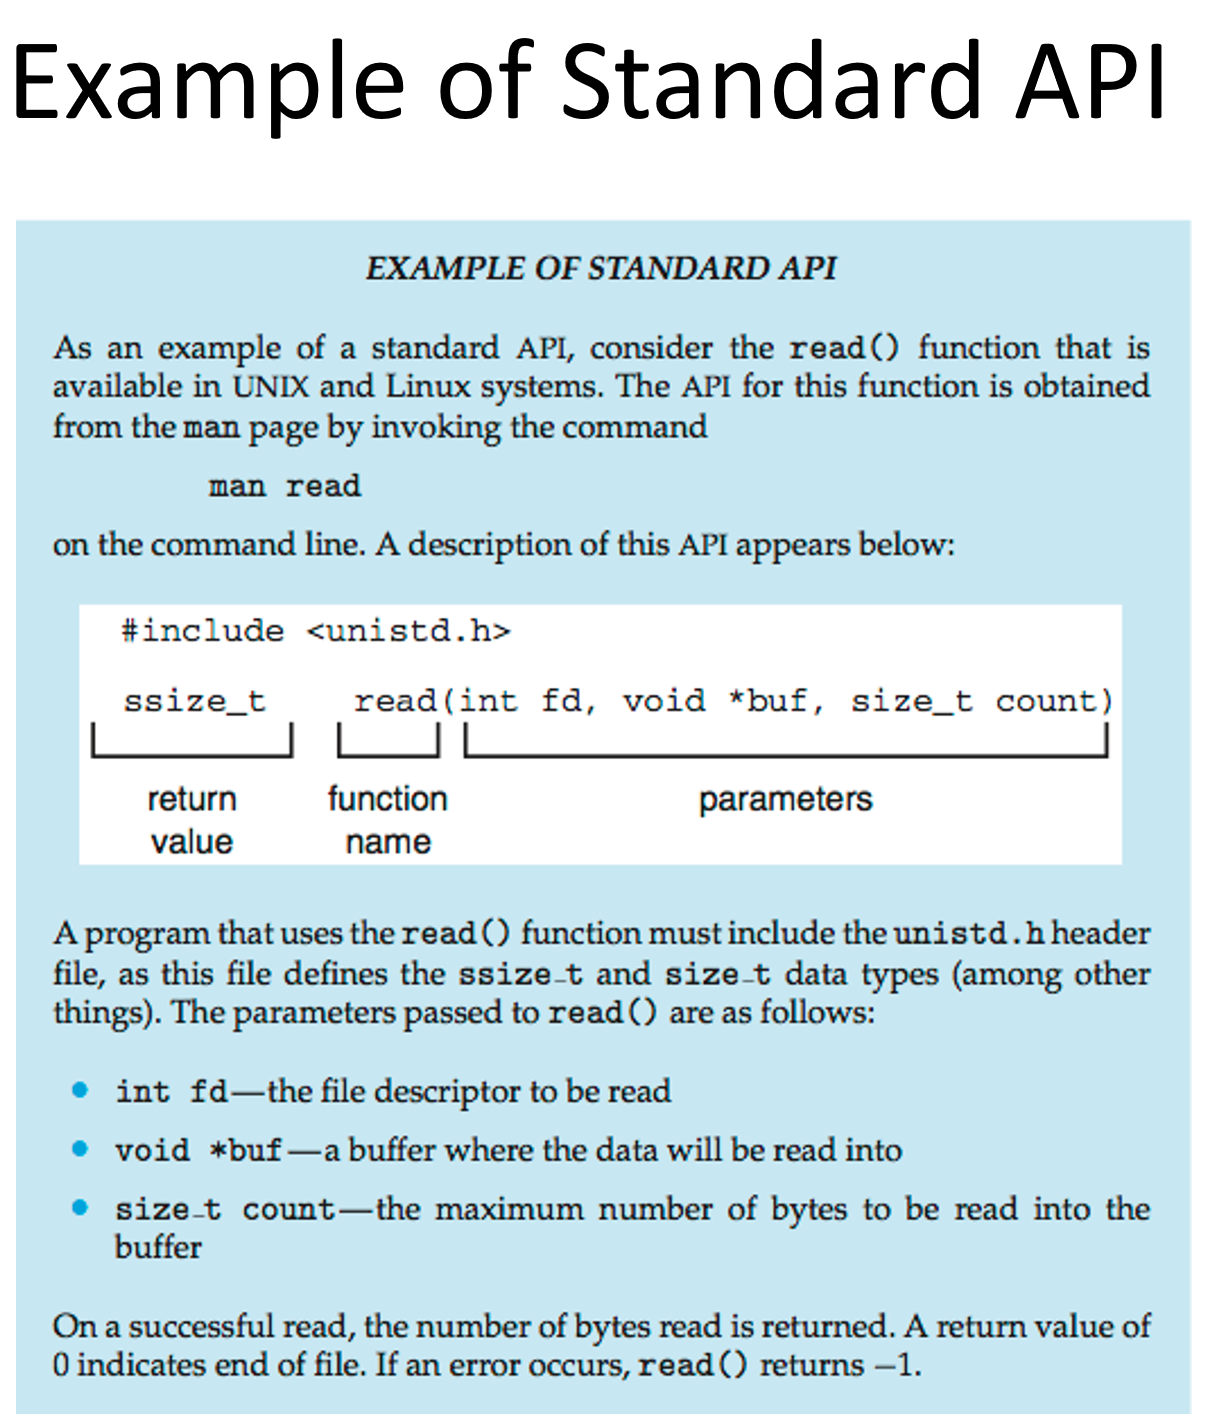 Example of Standard API
EXAMPLE OF STANDARD API
As an example of a standard API, consider the read() function that is
available in UNIX and Linux systems. The API for this function is obtained
from the man page by invoking the command
man read
on the command line. A description of this API appears below:
#include <unistd.h>
ssize_t read(int fd, void *buf, size_t count)
return function parameters
value name
A program that uses the read() function must include the unistd.h header
file, as this file defines the ssize_t and size_t data types (among other
things). The parameters passed to read() are as follows:
• int fd—the file descriptor to be read
• void *buf—a buffer where the data will be read into
• size_t count—the maximum number of bytes to be read into the
buffer
On a successful read, the number of bytes read is returned. A return value of
0 indicates end of file. If an error occurs, read() returns −1.